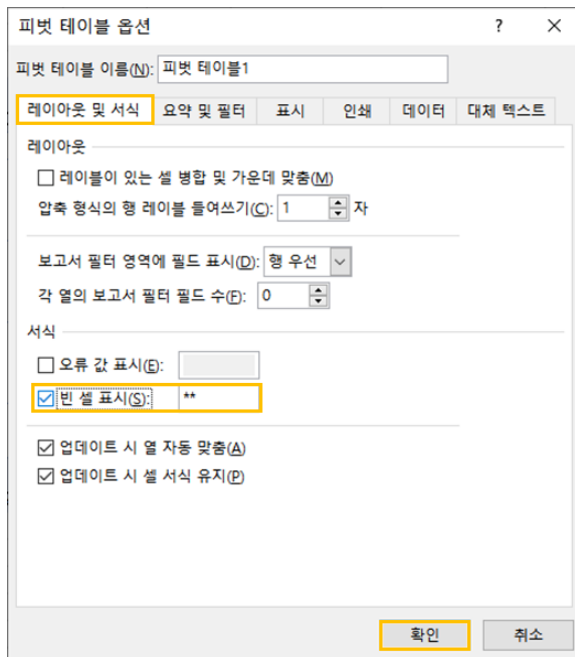 피벗 테이블 옵션 ?
피벗 테이블 이름(N): 피벗 테이블1
레이아웃 및 서식 요약 및 필터 표시 인쇄 데이터 대체 텍스트
레이아웃
레이블이 있는 셀 병합 및 가운데 맞춤(M)
압축 형식의 행 레이블 들여쓰기(C): 1 자
보고서 필터 영역에 필드 표시(D): 행 우선
각 열의 보고서 필터 필드 수(F): 0
서식
오류 값 표시(E):
빈 셀 표시(S): **
업데이트 시 열 자동 맞춤(A)
업데이트 시 셀 서식 유지(P)
확인 취소